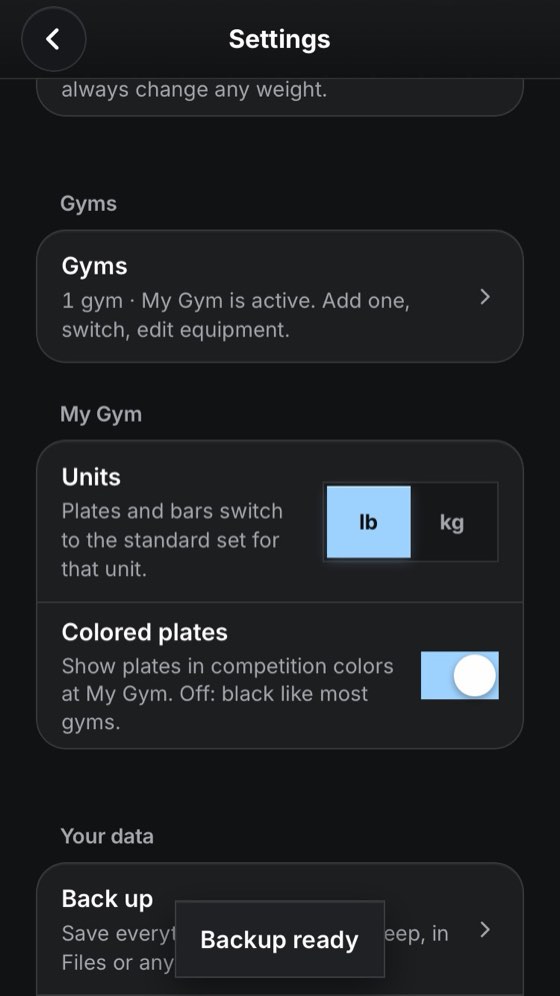 Settings
always change any weight.
Gyms
Gyms
1 gym · My Gym is active. Add one,
switch, edit equipment.
My Gym
Units
Plates and bars switch
to the standard set for
that unit.
lb
kg
Colored plates
Show plates in competition colors
at My Gym. Off: black like most
gyms.
Your data
Back up
Save
in
Files or
Backup ready